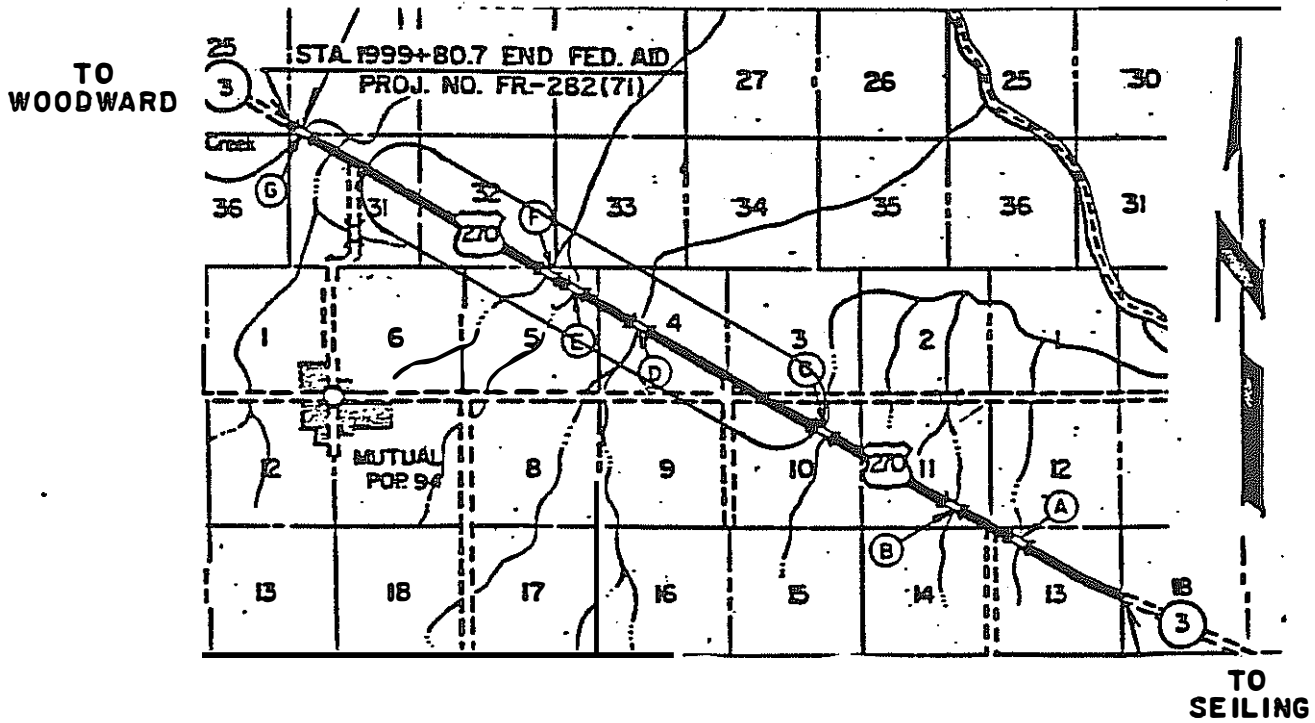 TO
WOODWARD
25
3
STA. 1999+80.7 END FED. AID
PROJ. NO. FR-282(71)
27
26
25
30
Creek
G
36
31
32
F
33
34
35
36
31
270
1
6
5
E
4
D
3
C
2
1
12
MUTUAL
POP. 94
8
9
10
270
11
12
A
B
13
18
17
16
15
14
13
18
3
TO
SEILING